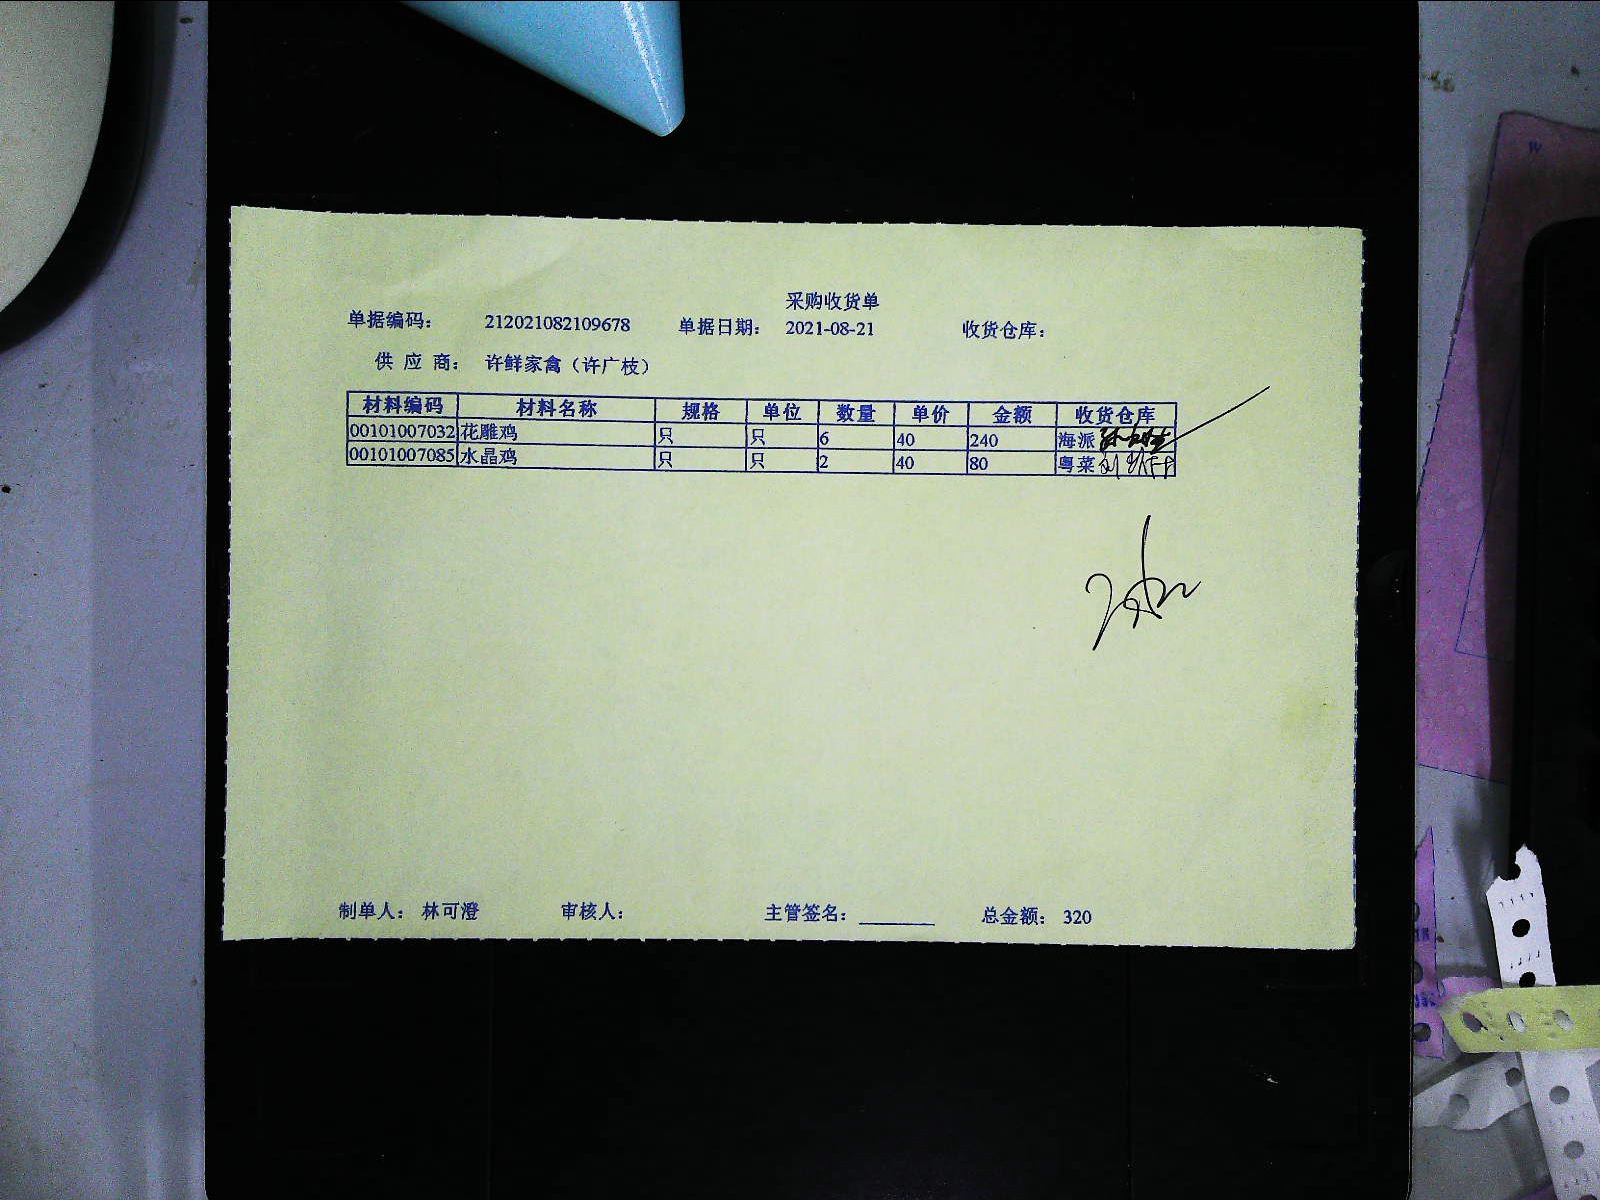 采购收货单
单据编码： 212021082109678 单据日期： 2021-08-21 收货仓库：
供 应 商： 许鲜家禽（许广枝）
材料编码 材料名称 规格 单位 数量 单价 金额 收货仓库
00101007032 花雕鸡 只 只 6 40 240 海派
00101007085 水晶鸡 只 只 2 40 80 粤菜
制单人： 林可澄 审核人： 主管签名： 总金额： 320